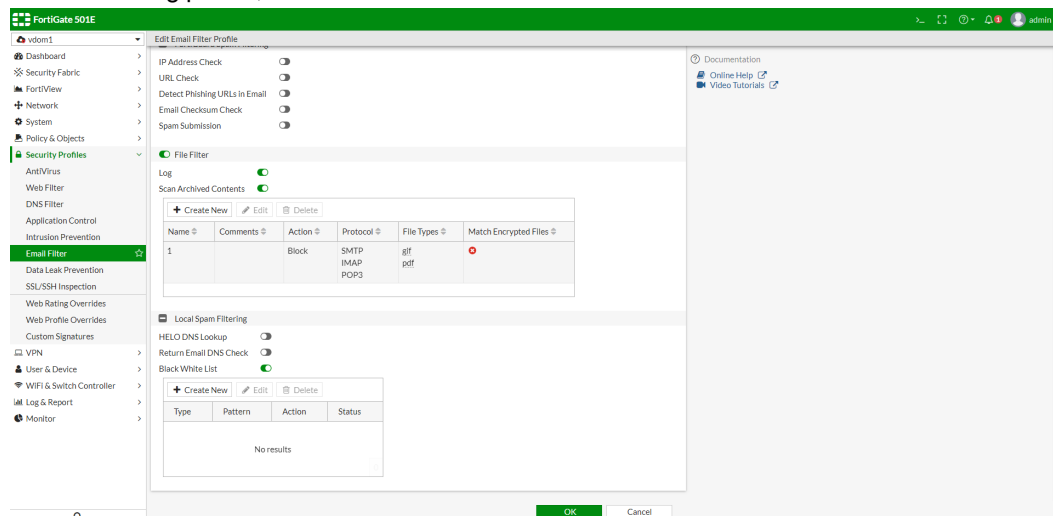 FortiGate 501E
admin
vdom1
Edit Email Filter Profile
Dashboard
Security Fabric
FortiView
Network
System
Policy & Objects
Security Profiles
AntiVirus
Web Filter
DNS Filter
Application Control
Intrusion Prevention
Email Filter
Data Leak Prevention
SSL/SSH Inspection
Web Rating Overrides
Web Profile Overrides
Custom Signatures
VPN
User & Device
WiFi & Switch Controller
Log & Report
Monitor
IP Address Check
URL Check
Detect Phishing URLs in Email
Email Checksum Check
Spam Submission
File Filter
Log
Scan Archived Contents
Create New Edit Delete
Name Comments Action Protocol File Types Match Encrypted Files
1 Block SMTP gif
IMAP pdf
POP3
Local Spam Filtering
HELO DNS Lookup
Return Email DNS Check
Black White List
Create New Edit Delete
Type Pattern Action Status
No results
OK Cancel
Documentation
Online Help
Video Tutorials